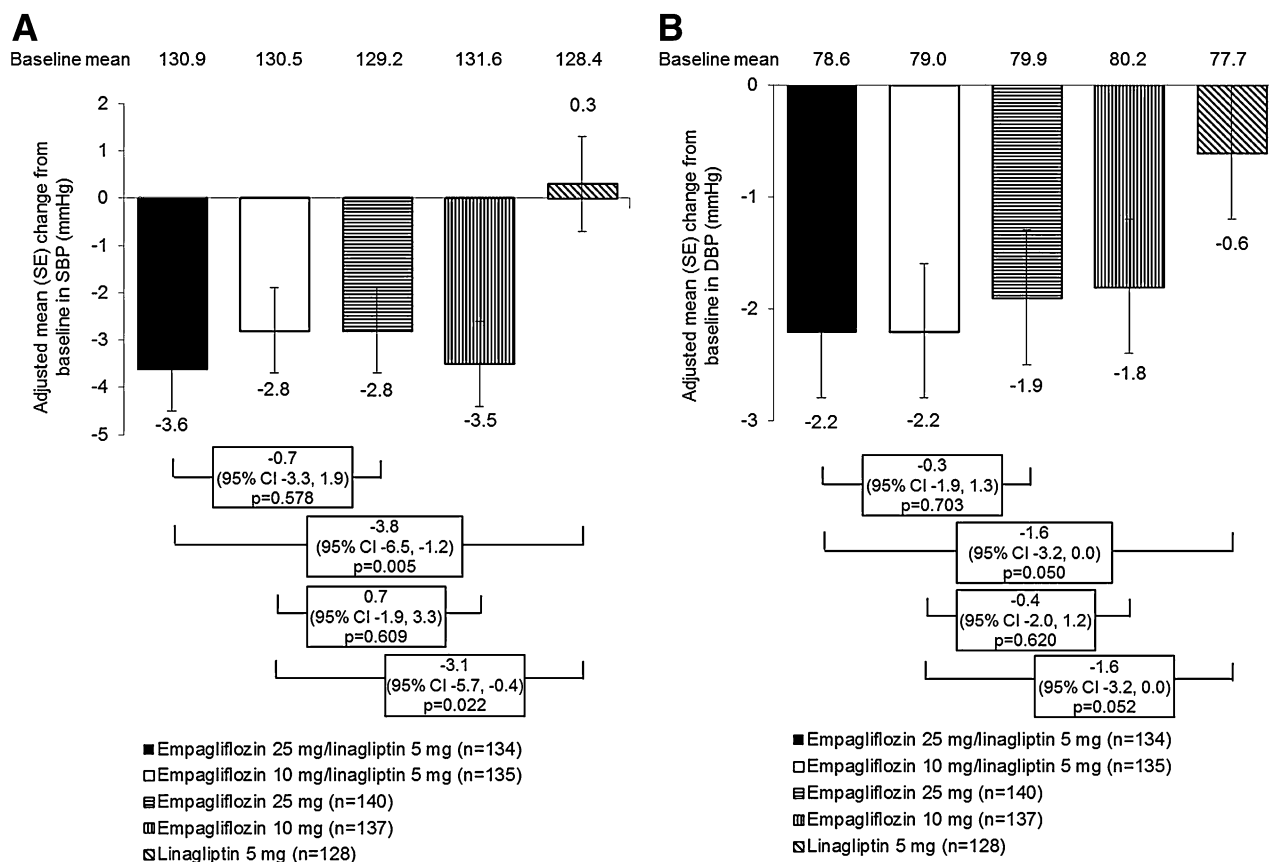 A
Baseline mean 130.9 130.5 129.2 131.6 128.4
Adjusted mean (SE) change from
baseline in SBP (mmHg)
2
1
0
-1
-2
-3
-4
-5
-3.6
-2.8
-2.8
-3.5
0.3
-0.7
(95% CI -3.3, 1.9)
p=0.578
-3.8
(95% CI -6.5, -1.2)
p=0.005
0.7
(95% CI -1.9, 3.3)
p=0.609
-3.1
(95% CI -5.7, -0.4)
p=0.022
Empagliflozin 25 mg/linagliptin 5 mg (n=134)
Empagliflozin 10 mg/linagliptin 5 mg (n=135)
Empagliflozin 25 mg (n=140)
Empagliflozin 10 mg (n=137)
Linagliptin 5 mg (n=128)
B
Baseline mean 78.6 79.0 79.9 80.2 77.7
Adjusted mean (SE) change from
baseline in DBP (mmHg)
0
-1
-2
-3
-2.2
-2.2
-1.9
-1.8
-0.6
-0.3
(95% CI -1.9, 1.3)
p=0.703
-1.6
(95% CI -3.2, 0.0)
p=0.050
-0.4
(95% CI -2.0, 1.2)
p=0.620
-1.6
(95% CI -3.2, 0.0)
p=0.052
Empagliflozin 25 mg/linagliptin 5 mg (n=134)
Empagliflozin 10 mg/linagliptin 5 mg (n=135)
Empagliflozin 25 mg (n=140)
Empagliflozin 10 mg (n=137)
Linagliptin 5 mg (n=128)